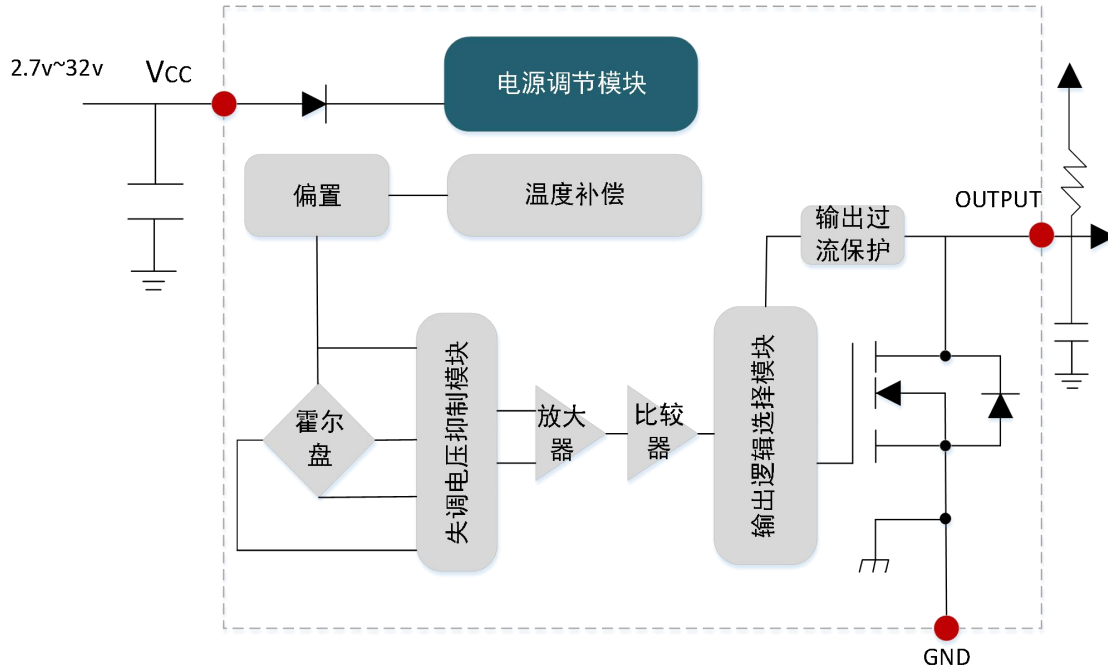 2.7v~32v
VCC
电源调节模块
偏置
温度补偿
输出过
流保护
OUTPUT
霍尔
盘
失调电压抑制模块
放大
器
比较
器
输出逻辑选择模块
GND